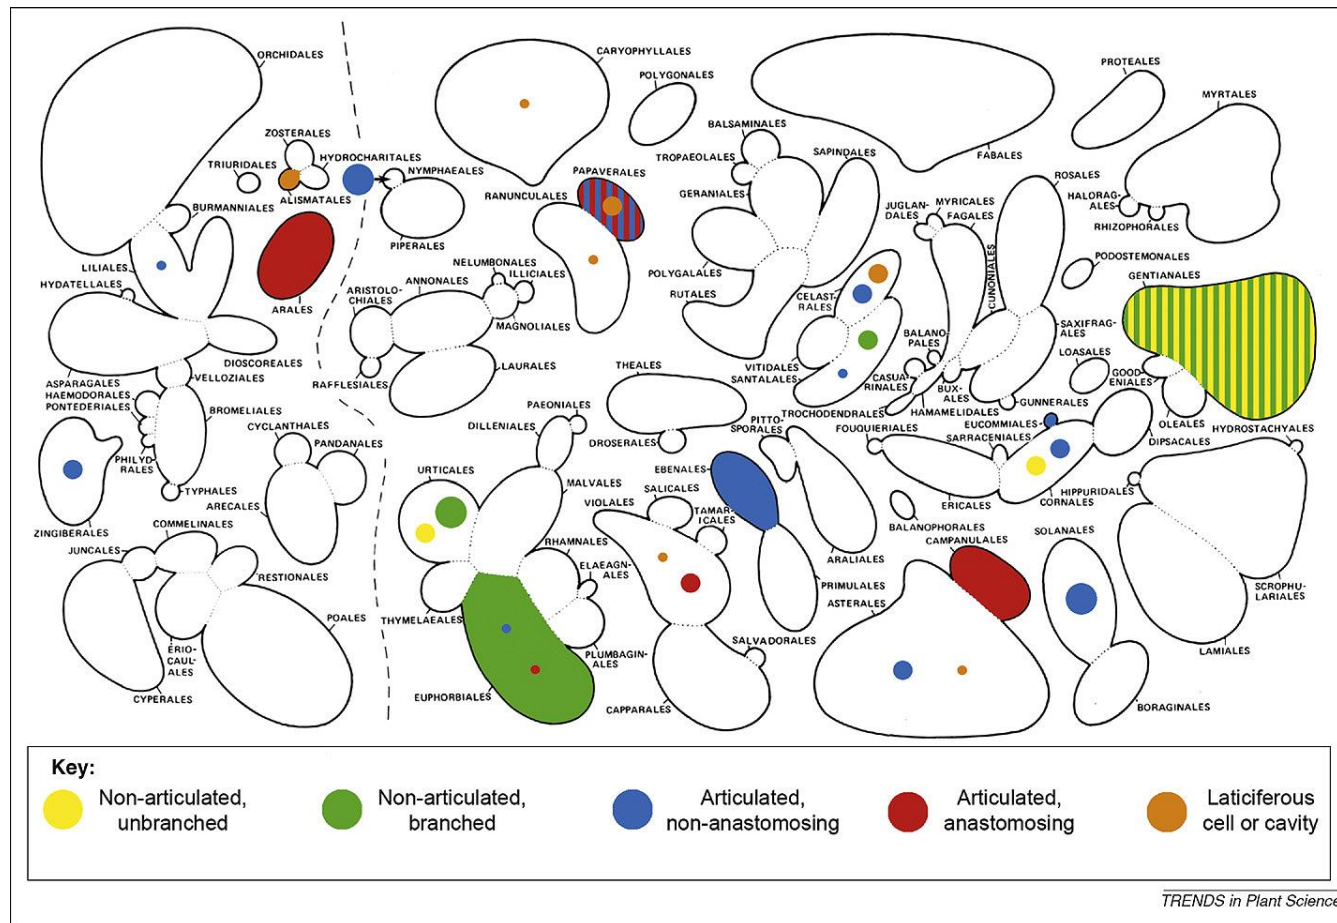 ORCHIDALES
CARYOPHYLLALES
POLYGONALES
PROTEALES
MYRTALES
ZOSTERALES
HYDROCHARITALES
TRIURIDALES
ALISMATALES
NYMPHAEALES
PAPAVERALES
RANUNCULALES
BALSAMINALES
TROPAEOLALES
SAPINDALES
FABALES
GERANIALES
ROSALES
JUGLAN-
DALES
MYRICALES
FAGALES
HALORAG-
ALES
RHIZOPHORALES
BURMANNIALES
PIPERALES
LILIALES
HYDATELLALES
ARALES
NELUMBONALES
ILLICIALES
ANNONALES
ARISTOLO-
CHIALES
MAGNOLIALES
POLYGALALES
RUTALES
CELAST-
RALES
CUNONIALES
PODOSTEMONALES
GENTIANALES
SAXIFRAG-
ALES
BALANO
PALES
LOASALES
GOOD-
ENIALES
DIOSCOREALES
ASPARAGALES
HAEMODORALES
PONTEDERIALES
VELLOZIALES
RAFFLESIALES
LAURALES
THEALES
VITIDALES
SANTALALES
CASUA-
RINALES
BUX-
ALES
GUNNERALES
TROCHODENDRALES
HAMAMELIDALES
EUCOMMIALES
OLEALES
HYDROSTACHYALES
BROMELIALES
CYCLANTHALES
PANDANALES
PAEONIALES
DILLENIALES
DROSERALES
PITTO-
SPORALES
FOUQUIERIALES
SARRACENIALES
DIPSACALES
PHILYD-
RALES
TYPHALES
ARECALES
ZINGIBERALES
URTICALES
MALVALES
EBENALES
SALICALES
VIOLALES
TAMAR-
ICALES
ERICALES
CORNALES
HIPPURIDALES
BALANOPHORALES
CAMPANULALES
SOLANALES
COMMELINALES
JUNCALES
RESTIONALES
RHAMNALES
ELAEAGN-
ALES
ARALIALES
PRIMULALES
ASTERALES
SCROPHU-
LARIALES
POALES
THYMELAEALES
PLUMBAGIN-
ALES
SALVADORALES
LAMIALES
ERIO-
CAUL-
ALES
CYPERALES
EUPHORBIALES
CAPPARALES
BORAGINALES
Key:
Non-articulated,
unbranched
Non-articulated,
branched
Articulated,
non-anastomosing
Articulated,
anastomosing
Laticiferous
cell or cavity
TRENDS in Plant Science